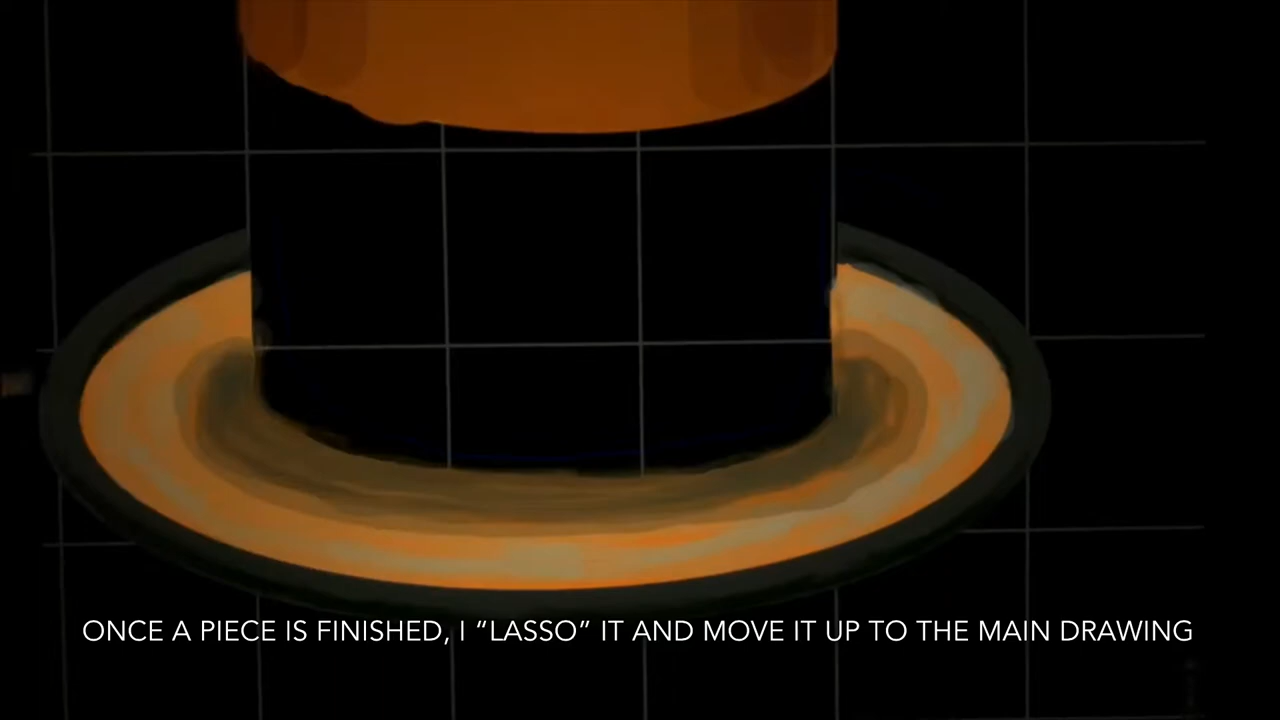 ONCE A PIECE IS FINISHED, I “LASSO” IT AND MOVE IT UP TO THE MAIN DRAWING